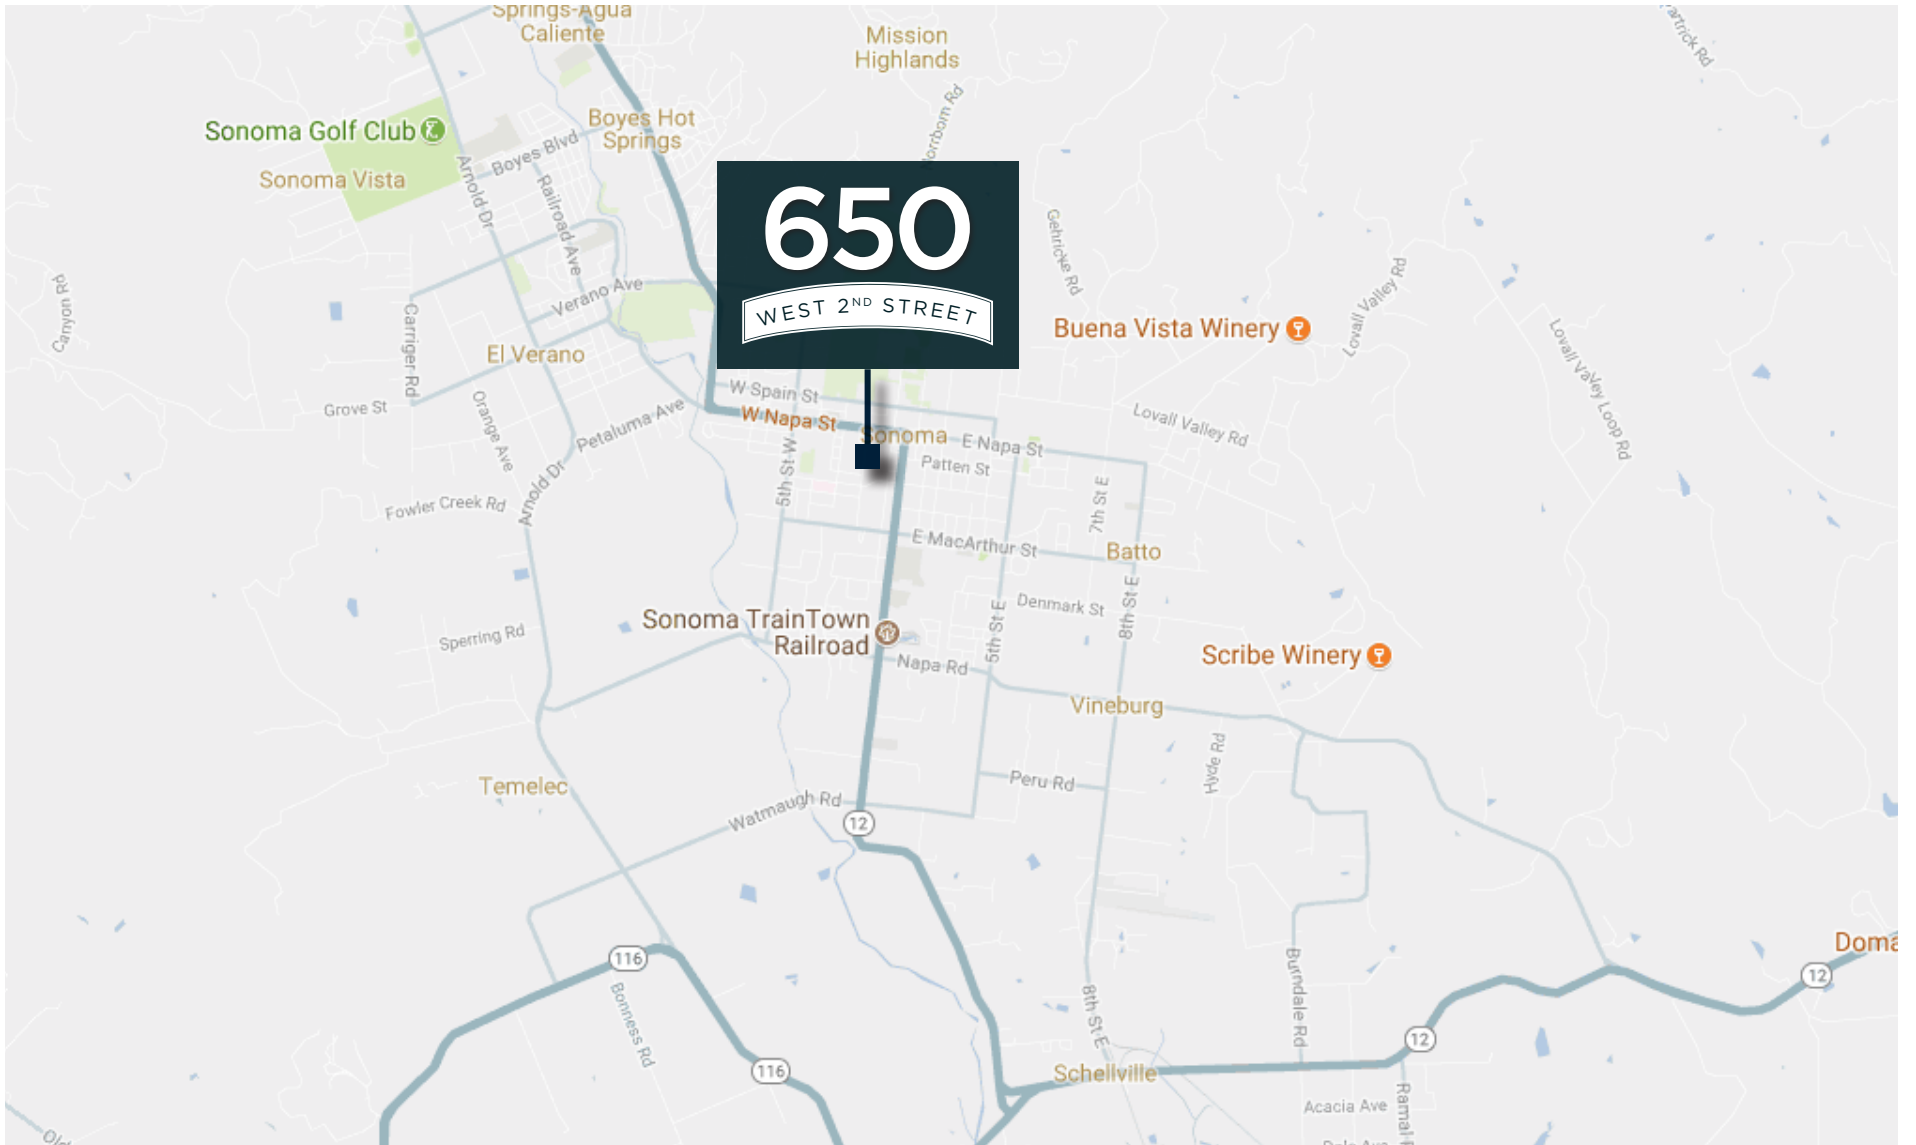 Springs-Agua
Caliente
Mission
Highlands
Boyes Hot
Springs
Sonoma Golf Club
Sonoma Vista
Boyes Blvd
Arnold Dr
Railroad Ave
650
WEST 2ND STREET
Gehricke Rd
Canyon Rd
Carriger Rd
Verano Ave
El Verano
Buena Vista Winery
Lovall Valley Rd
Lovall Valley Loop Rd
W Spain St
W Napa St
Grove St
Orange Ave
Petaluma Ave
Sonoma
E Napa St
Lovall Valley Rd
Patten St
5th St W
7th St E
Arnold Dr
Fowler Creek Rd
E MacArthur St
Batto
Denmark St
8th St E
5th St E
Sonoma TrainTown
Railroad
Sperring Rd
Napa Rd
Scribe Winery
Vineburg
Hyde Rd
Temelec
Peru Rd
Watmaugh Rd
12
116
Bonness Rd
8th St E
Burndale Rd
Doma
12
12
116
Schellville
Acacia Ave
Ramal